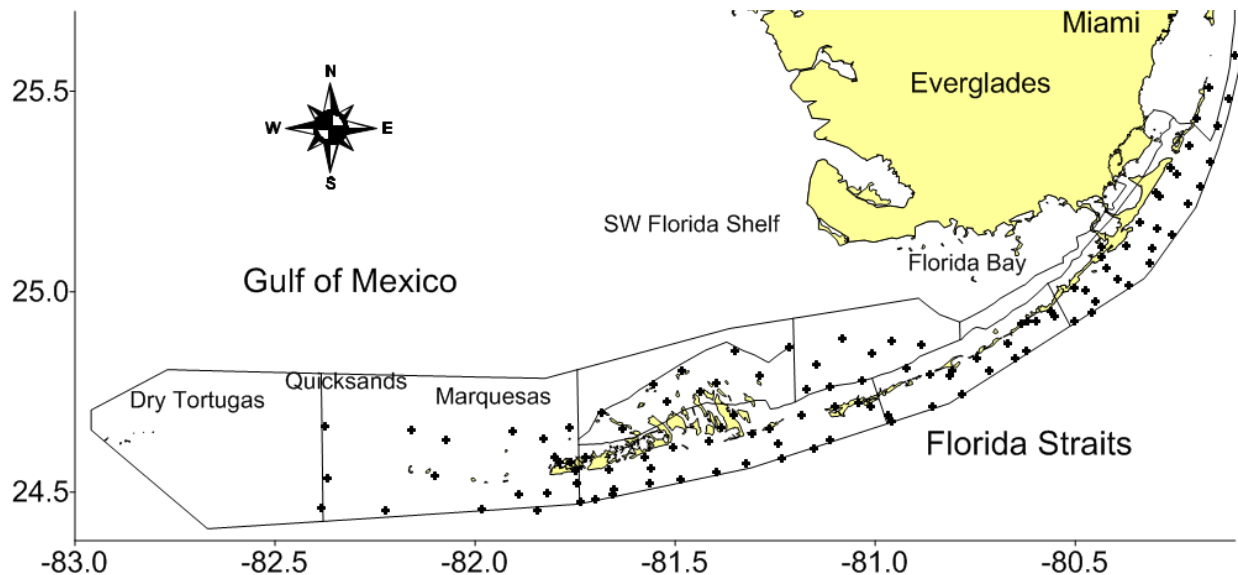 Miami
25.5
N
W
E
S
Everglades
SW Florida Shelf
Florida Bay
Gulf of Mexico
25.0
Quicksands
Dry Tortugas
Marquesas
Florida Straits
24.5
-83.0 -82.5 -82.0 -81.5 -81.0 -80.5